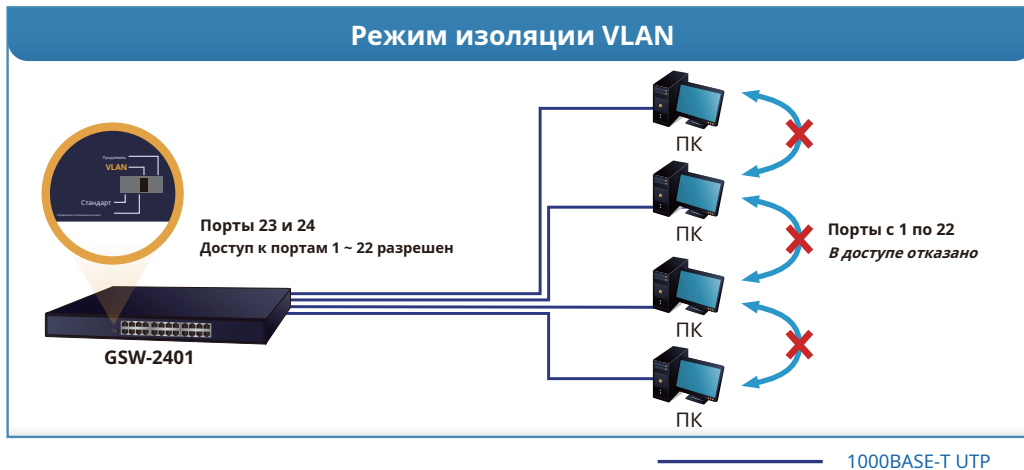 Режим изоляции VLAN
ПК
Продлевать
VLAN
Стандарт
ПК
Порты 23 и 24
Доступ к портам 1 ~ 22 разрешен
Порты с 1 по 22
В доступе отказано
ПК
GSW-2401
ПК
1000BASE-T UTP